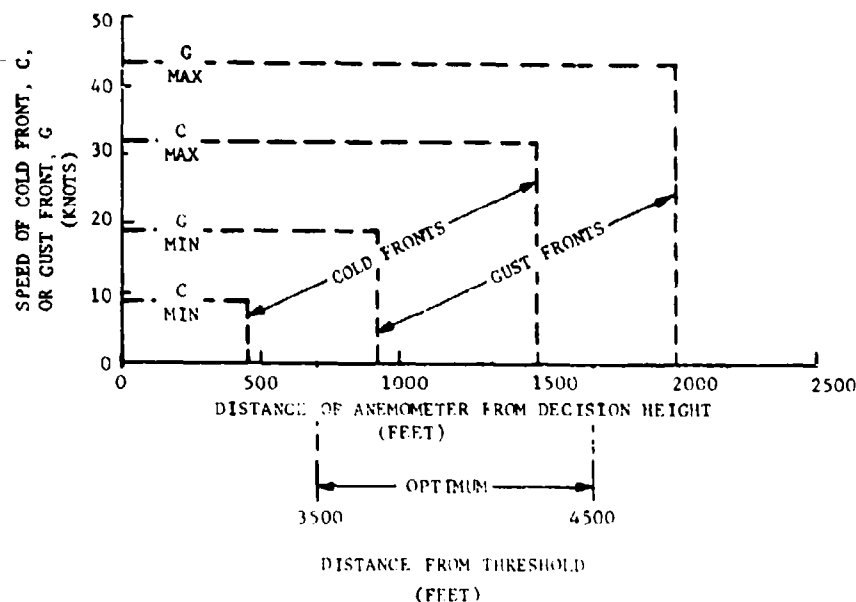 SPEED OF COLD FRONT, C,
OR GUST FRONT, G
(KNOTS)
50
40
30
20
10
0
G
MAX
C
MAX
G
MIN
C
MIN
COLD FRONTS
GUST FRONTS
0 500 1000 1500 2000 2500
DISTANCE OF ANEMOMETER FROM DECISION HEIGHT
(FEET)
OPTIMUM
3500 4500
DISTANCE FROM THRESHOLD
(FEET)